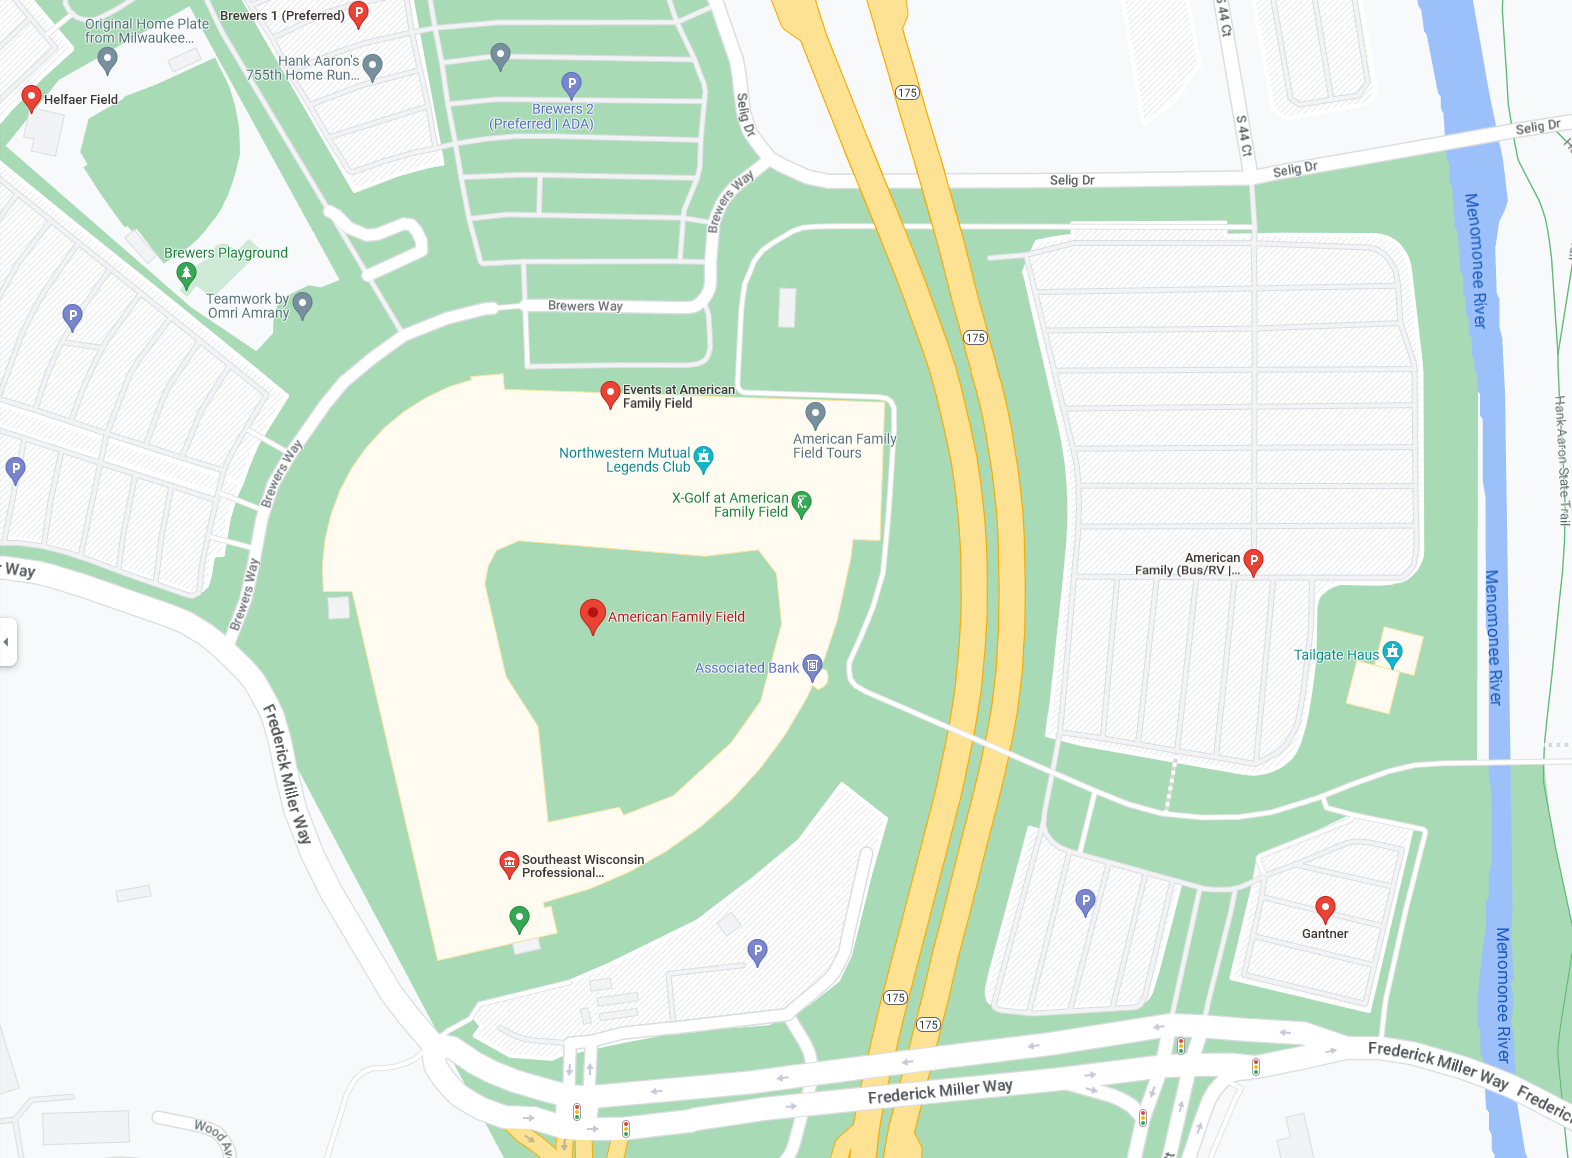 Original Home Plate
from Milwaukee...
Brewers 1 (Preferred)
P
Hank Aaron's
755th Home Run...
Helfaer Field
P
Brewers 2
(Preferred | ADA)
Selig Dr
175
S 44 Ct
S 44 Ct
Selig Dr
Selig Dr
Selig Dr
Brewers Way
Menomonee River
Brewers Playground
Teamwork by
Omri Amrany
P
Brewers Way
175
Events at American
Family Field
American Family
Field Tours
Northwestern Mutual
Legends Club
X-Golf at American
Family Field
P
Brewers Way
Hank Aaron State Trail
American
Family (Bus/RV |...
P
Way
Brewers Way
American Family Field
Associated Bank
Tailgate Haus
Menomonee River
Frederick Miller Way
Southeast Wisconsin
Professional...
P
P
Gantner
Menomonee River
175
175
Frederick Miller Way
Frederick Miller Way
Frederic
Wood Av